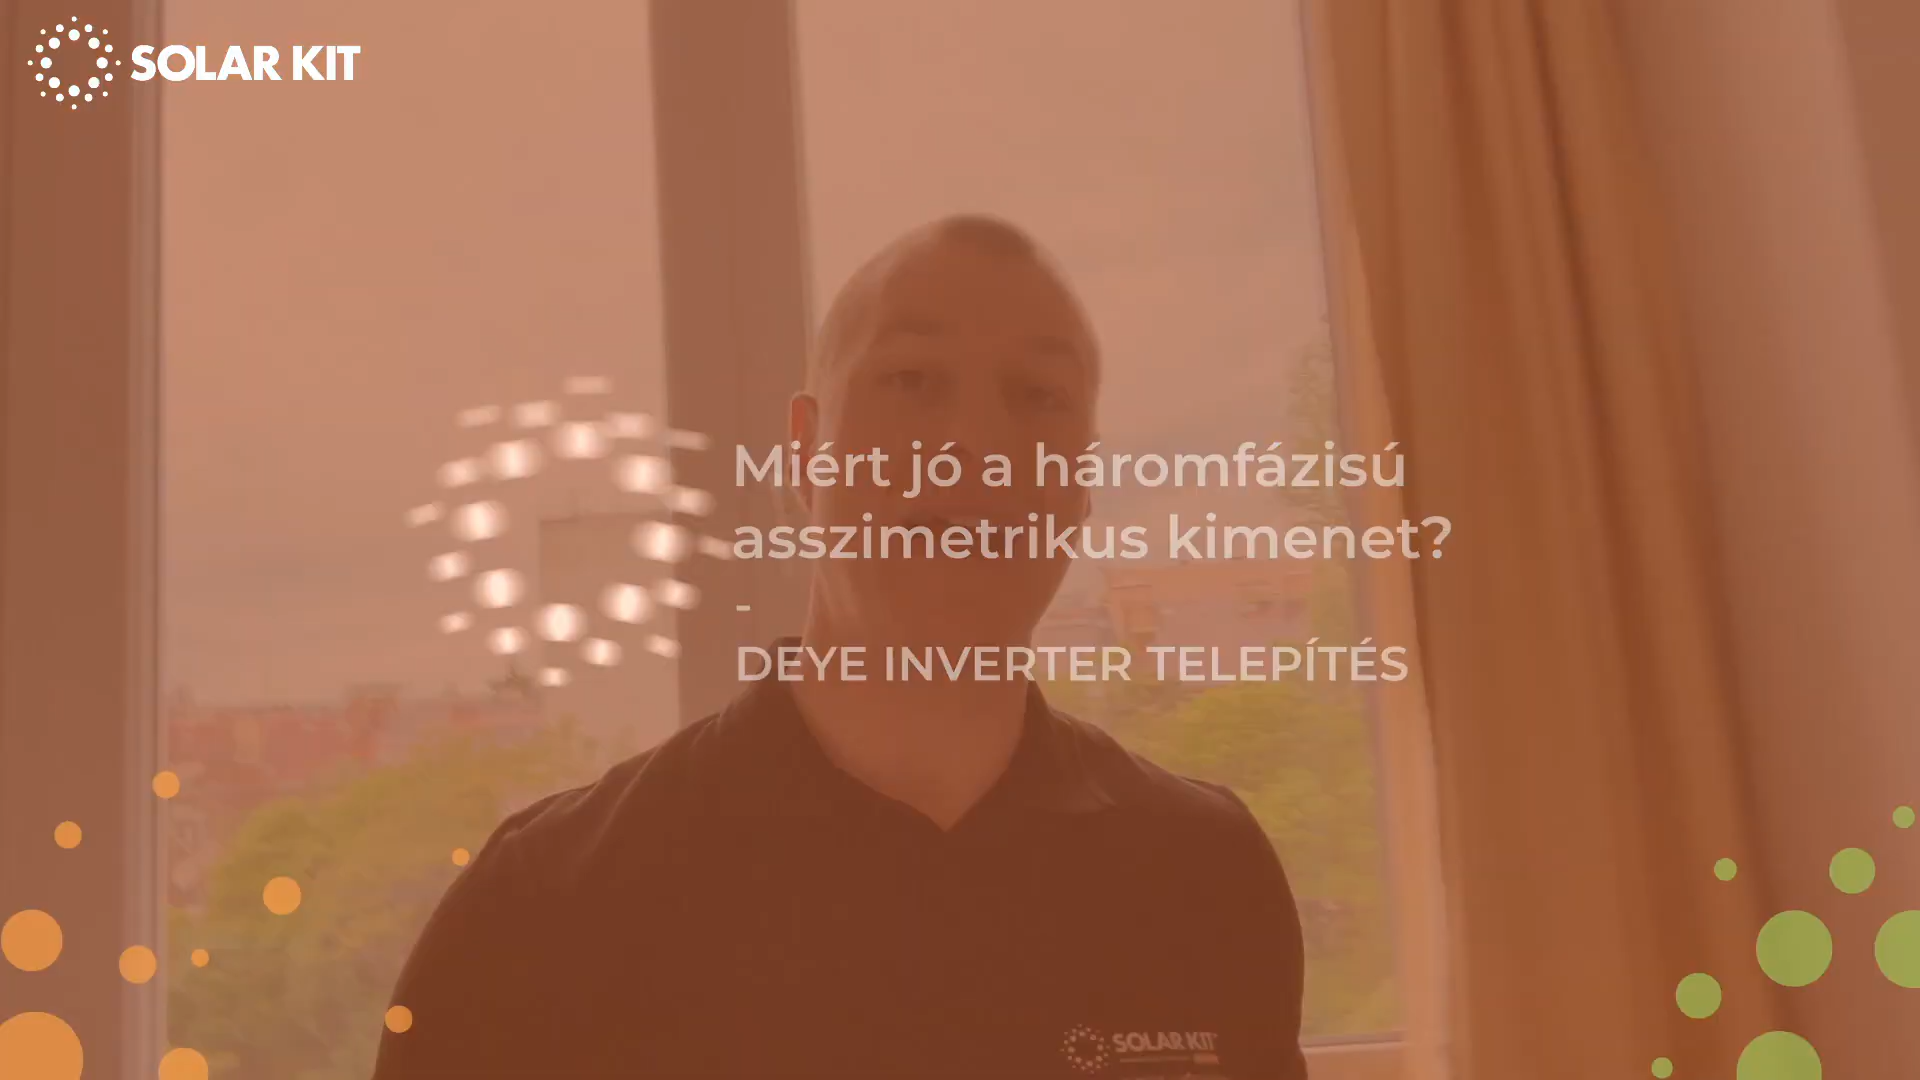 SOLAR KIT
Miért jó a háromfázisú
asszimetrikus kimenet?
-
DEYE INVERTER TELEPÍTÉS
SOLAR KIT